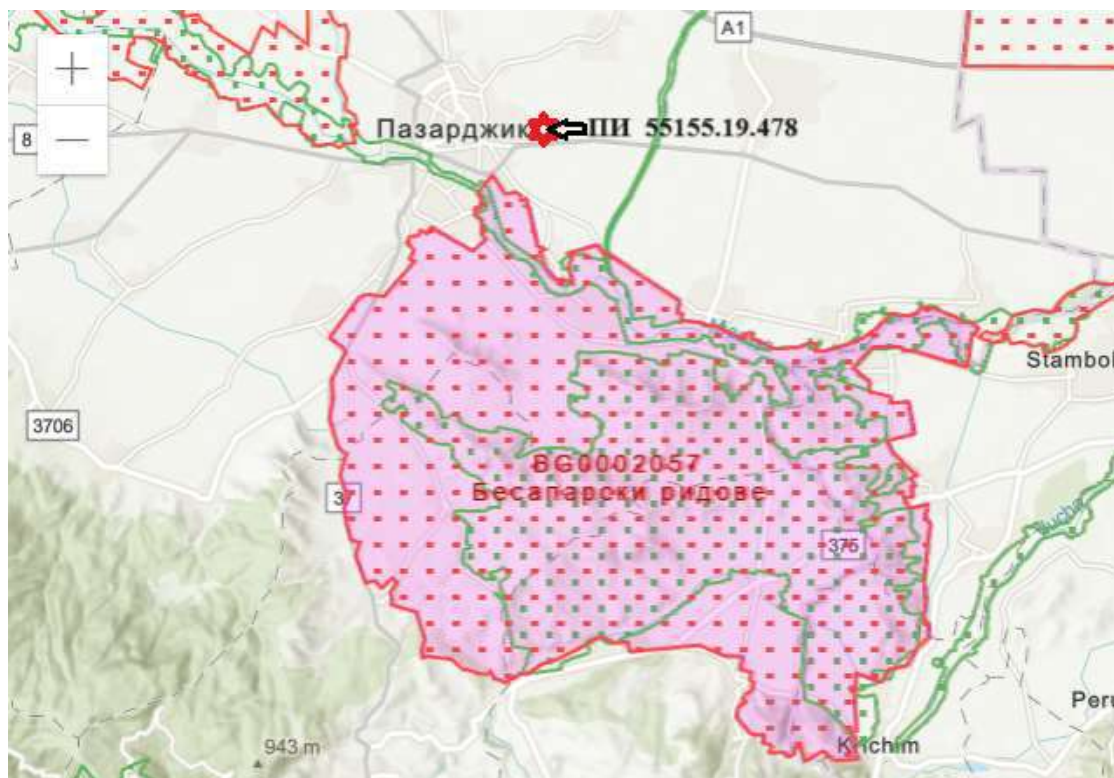 +
A1
8
—
Пазарджик
ПИ 55155.19.478
Stambol
3706
BG0002057
Бесапарски ридове
37
375
Peru
943 m
Krichim